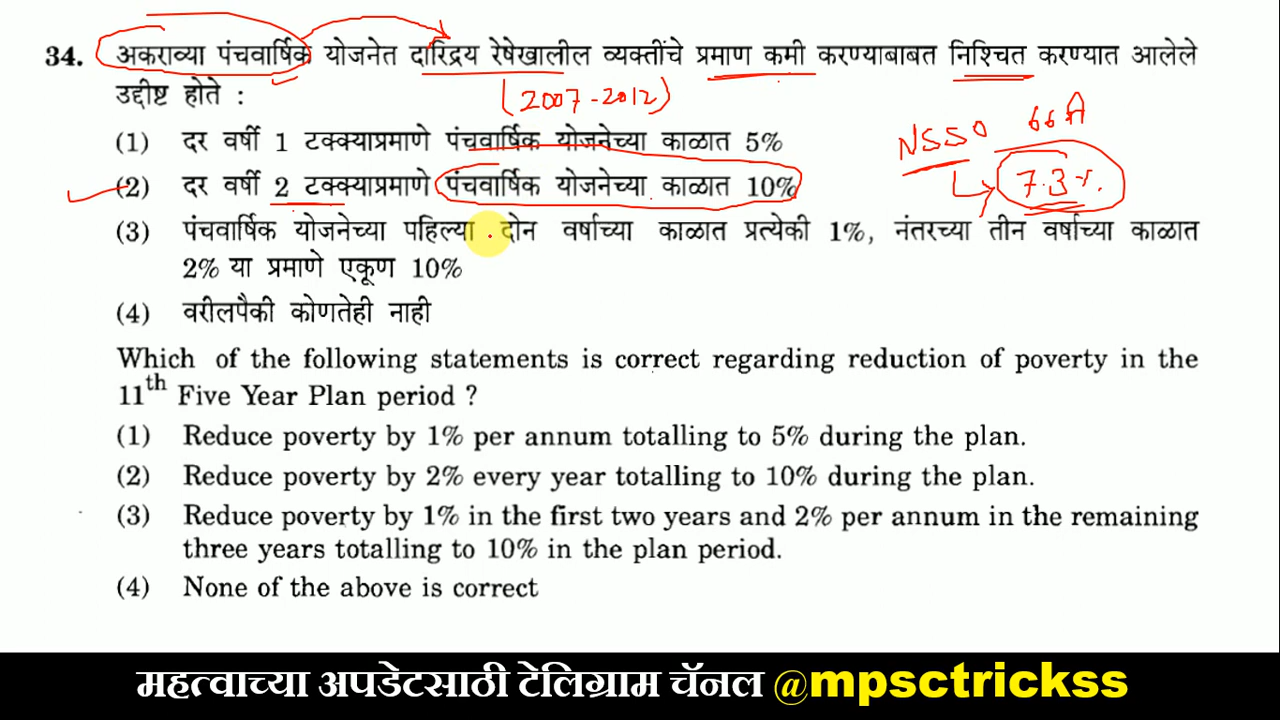 34. अकराव्या पंचवार्षिक योजनेत दारिद्रय रेषेखालील व्यक्तींचे प्रमाण कमी करण्याबाबत निश्चित करण्यात आलेले
उद्दीष्ट होते :
(2007-2012)
(1) दर वर्षी 1 टक्क्याप्रमाणे पंचवार्षिक योजनेच्या काळात 5%
NSSO 66
7.3%.
(2) दर वर्षी 2 टक्क्याप्रमाणे पंचवार्षिक योजनेच्या काळात 10%
(3) पंचवार्षिक योजनेच्या पहिल्या दोन वर्षाच्या काळात प्रत्येकी 1%, नंतरच्या तीन वर्षाच्या काळात
2% या प्रमाणे एकूण 10%
(4) वरीलपैकी कोणतेही नाही
Which of the following statements is correct regarding reduction of poverty in the
11th Five Year Plan period ?
(1) Reduce poverty by 1% per annum totalling to 5% during the plan.
(2) Reduce poverty by 2% every year totalling to 10% during the plan.
(3) Reduce poverty by 1% in the first two years and 2% per annum in the remaining
three years totalling to 10% in the plan period.
(4) None of the above is correct
महत्वाच्या अपडेटसाठी टेलिग्राम चॅनल @mpsctrickss